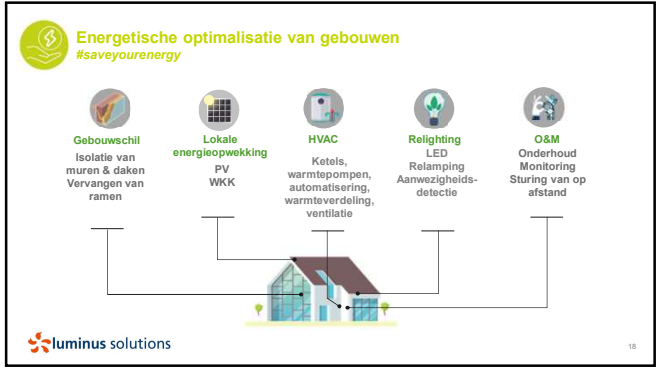 Energetische optimalisatie van gebouwen
#saveyourenergy
Gebouwschil
Isolatie van
muren & daken
Vervangen van
ramen
Lokale
energieopwekking
PV
WKK
HVAC
Ketels,
warmtepompen,
automatisering,
warmteverdeling,
ventilatie
Relighting
LED
Relamping
Aanwezigheids-
detectie
O&M
Onderhoud
Monitoring
Sturing van op
afstand
luminus solutions
18